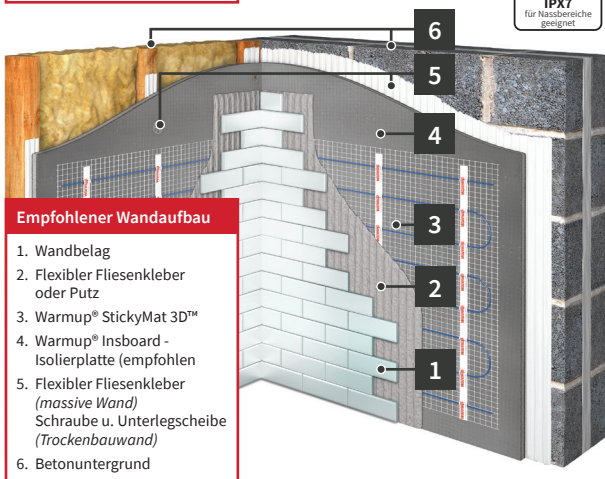 IPX7
für Nassbereiche
geeignet
6
5
4
3
2
1
Empfohlener Wandaufbau
1. Wandbelag
2. Flexibler Fliesenkleber
oder Putz
3. Warmup® StickyMat 3D™
4. Warmup® Insboard -
Isolierplatte (empfohlen
5. Flexibler Fliesenkleber
(massive Wand)
Schraube u. Unterlegscheibe
(Trockenbauwand)
6. Betonuntergrund